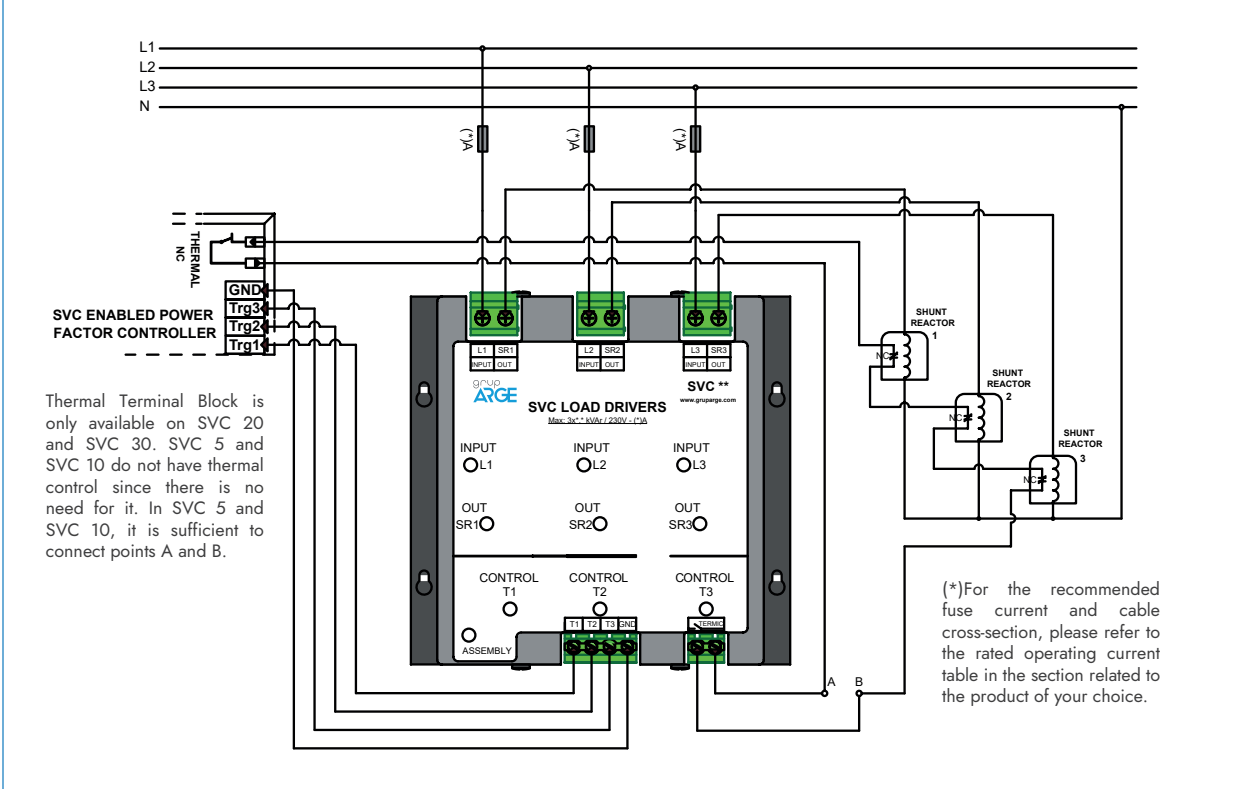 L1
L2
L3
N
(*)A
(*)A
(*)A
THERMAL
NC
GND
Trg3
Trg2
Trg1
SVC ENABLED POWER
FACTOR CONTROLLER
Thermal Terminal Block is
only available on SVC 20
and SVC 30. SVC 5 and
SVC 10 do not have thermal
control since there is no
need for it. In SVC 5 and
SVC 10, it is sufficient to
connect points A and B.
L1 SR1
INPUT OUT
L2 SR2
INPUT OUT
L3 SR3
INPUT OUT
grup
ARGE
SVC **
www.gruparge.com
SVC LOAD DRIVERS
Max: 3x*.* kVAr / 230V - (*)A
INPUT
L1
INPUT
L2
INPUT
L3
OUT
SR1
OUT
SR2
OUT
SR3
CONTROL
T1
CONTROL
T2
CONTROL
T3
T1 T2 T3 GND
TERMIC
ASSEMBLY
A B
SHUNT
REACTOR
1
NC
SHUNT
REACTOR
2
NC
SHUNT
REACTOR
3
NC
(*)For the recommended
fuse current and cable
cross-section, please refer to
the rated operating current
table in the section related to
the product of your choice.